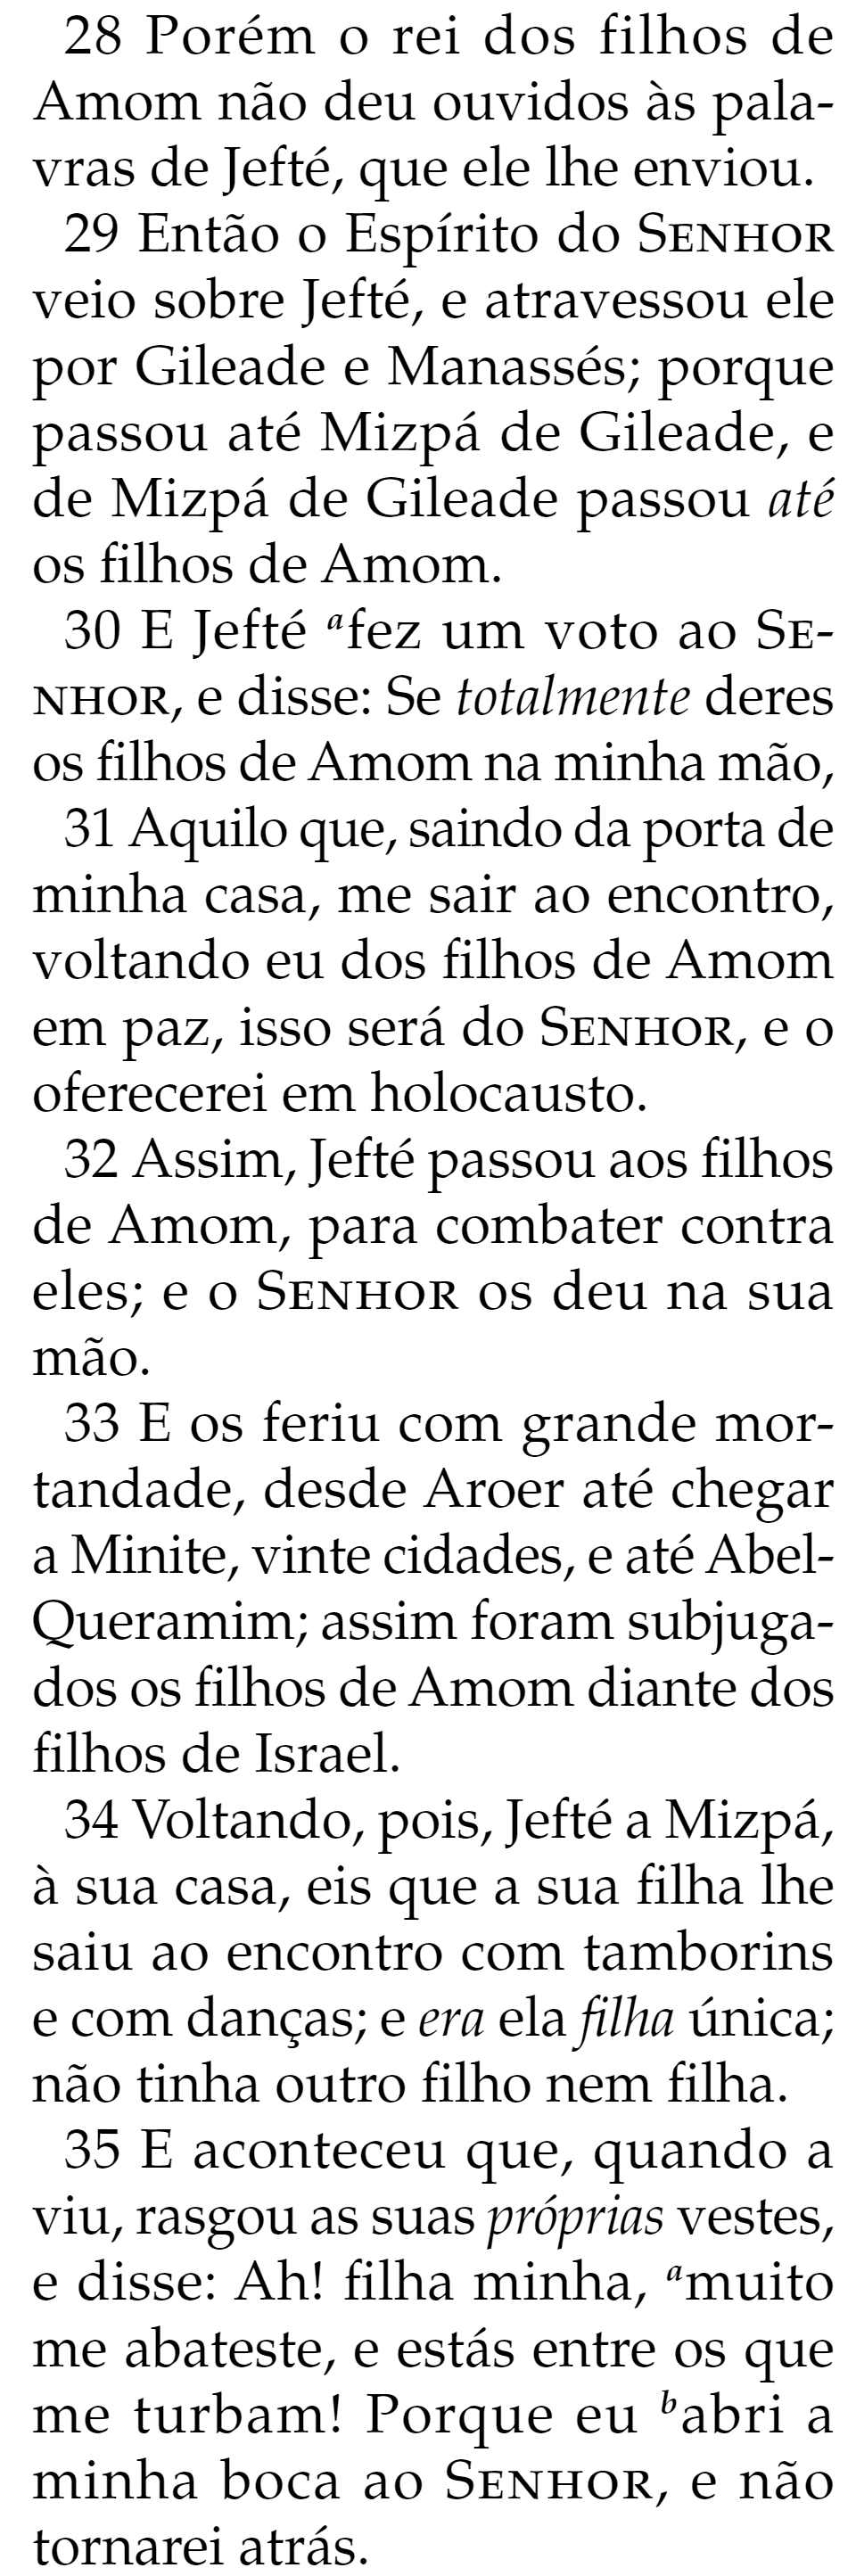 28 Porém o rei dos filhos de
Amom não deu ouvidos às pala-
vras de Jefté, que ele lhe enviou.
29 Então o Espírito do SENHOR
veio sobre Jefté, e atravessou ele
por Gileade e Manassés; porque
passou até Mizpá de Gileade, e
de Mizpá de Gileade passou até
os filhos de Amom.
30 E Jefté ᵃfez um voto ao SE-
NHOR, e disse: Se totalmente deres
os filhos de Amom na minha mão,
31 Aquilo que, saindo da porta de
minha casa, me sair ao encontro,
voltando eu dos filhos de Amom
em paz, isso será do SENHOR, e o
oferecerei em holocausto.
32 Assim, Jefté passou aos filhos
de Amom, para combater contra
eles; e o SENHOR os deu na sua
mão.
33 E os feriu com grande mor-
tandade, desde Aroer até chegar
a Minite, vinte cidades, e até Abel-
Queramim; assim foram subjuga-
dos os filhos de Amom diante dos
filhos de Israel.
34 Voltando, pois, Jefté a Mizpá,
à sua casa, eis que a sua filha lhe
saiu ao encontro com tamborins
e com danças; e era ela filha única;
não tinha outro filho nem filha.
35 E aconteceu que, quando a
viu, rasgou as suas próprias vestes,
e disse: Ah! filha minha, ᵃmuito
me abateste, e estás entre os que
me turbam! Porque eu ᵇabri a
minha boca ao SENHOR, e não
tornarei atrás.